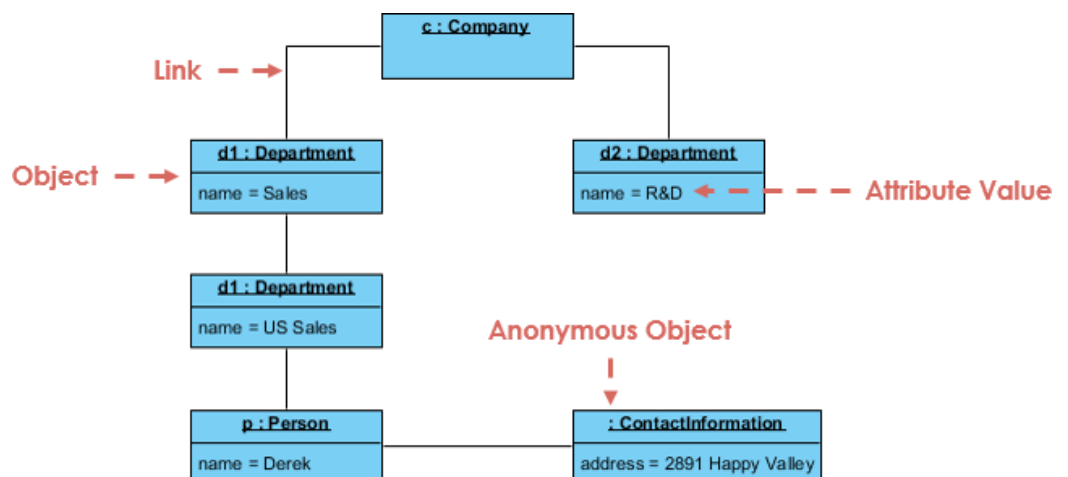 c : Company
Link
d1 : Department
d2 : Department
Object
name = Sales
name = R&D
Attribute Value
d1 : Department
name = US Sales
Anonymous Object
p : Person
: ContactInformation
name = Derek
address = 2891 Happy Valley